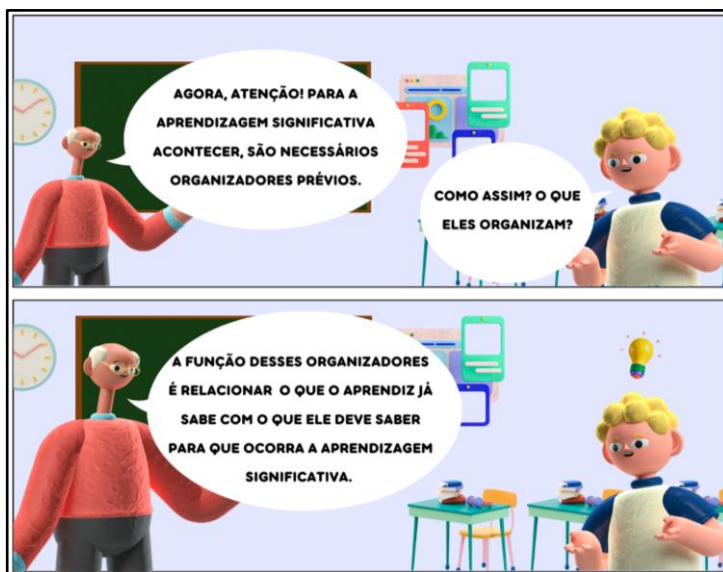 AGORA, ATENÇÃO! PARA A
APRENDIZAGEM SIGNIFICATIVA
ACONTECER, SÃO NECESSÁRIOS
ORGANIZADORES PRÉVIOS.
COMO ASSIM? O QUE
ELES ORGANIZAM?
A FUNÇÃO DESSES ORGANIZADORES
É RELACIONAR O QUE O APRENDIZ JÁ
SABE COM O QUE ELE DEVE SABER
PARA QUE OCORRA A APRENDIZAGEM
SIGNIFICATIVA.